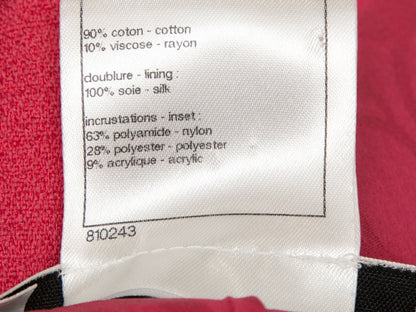 90% coton - cotton
10% viscose - rayon
doublure - lining :
100% soie - silk
incrustations - inset :
63% polyamide - nylon
28% polyester - polyester
9% acrylique - acrylic
810243